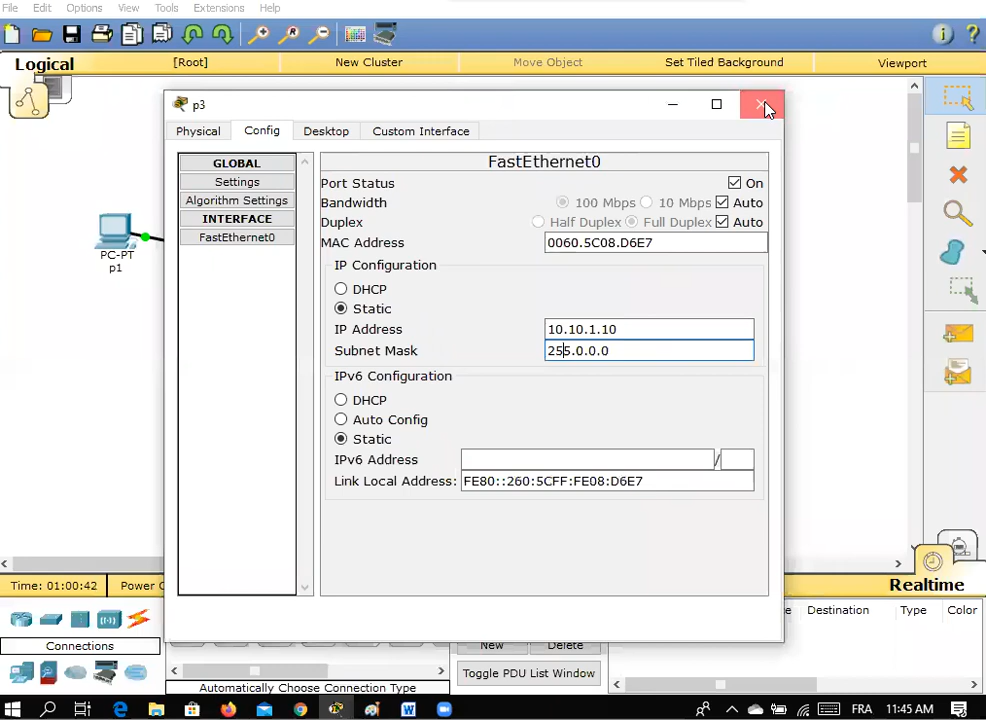 File Edit Options View Tools Extensions Help
Logical [Root] New Cluster Move Object Set Tiled Background Viewport
p3
Physical Config Desktop Custom Interface
GLOBAL
Settings
Algorithm Settings
INTERFACE
FastEthernet0
FastEthernet0
Port Status On
Bandwidth 100 Mbps 10 Mbps Auto
Duplex Half Duplex Full Duplex Auto
MAC Address 0060.5C08.D6E7
IP Configuration
DHCP
Static
IP Address 10.10.1.10
Subnet Mask 255.0.0.0
IPv6 Configuration
DHCP
Auto Config
Static
IPv6 Address /
Link Local Address: FE80::260:5CFF:FE08:D6E7
PC-PT
p1
Time: 01:00:42 Power C Realtime
Connections
New Delete
Toggle PDU List Window
Destination Type Color
Automatically Choose Connection Type
FRA 11:45 AM